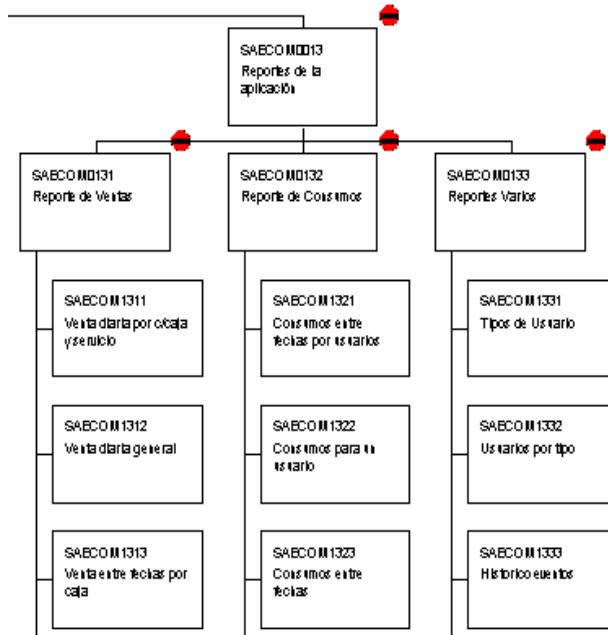 SAECOM0013
Reportes de la
aplicación
SAECOM0131
Reporte de Ventas
SAECOM0132
Reporte de Consumos
SAECOM0133
Reportes Varios
SAECOM1311
Venta diaria por c/caja
y servicio
SAECOM1321
Consumos entre
fechas por usuarios
SAECOM1331
Tipos de Usuario
SAECOM1312
Venta diaria general
SAECOM1322
Consumos para un
usuario
SAECOM1332
Usuarios por tipo
SAECOM1313
Venta entre fechas por
caja
SAECOM1323
Consumos entre
fechas
SAECOM1333
Historico eventos